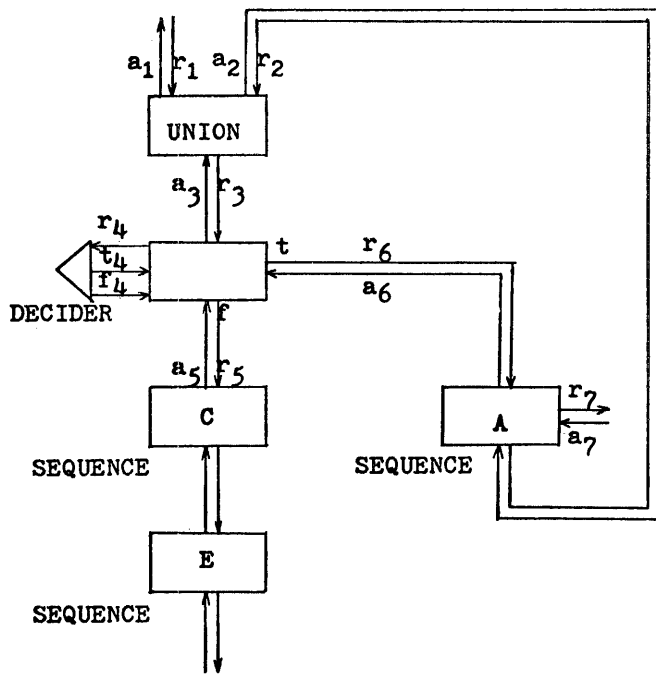 a1 r1 a2 r2
UNION
a3 r3
r4
t4
f4
DECIDER
t r6
a6
f
a5 r5
C
SEQUENCE
r7
A
a7
SEQUENCE
E
SEQUENCE